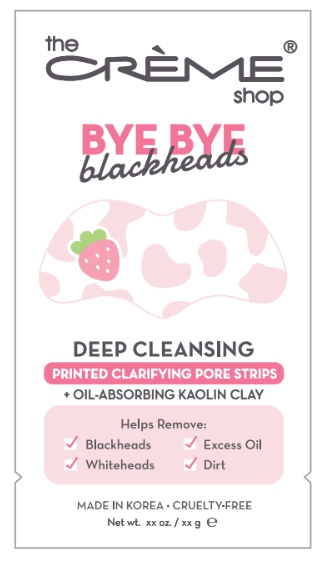 the
CRÈME®
shop
BYE BYE
blackheads
DEEP CLEANSING
PRINTED CLARIFYING PORE STRIPS
+ OIL-ABSORBING KAOLIN CLAY
Helps Remove:
Blackheads Excess Oil
Whiteheads Dirt
MADE IN KOREA • CRUELTY-FREE
Net wt. xx oz. / xx g ℮